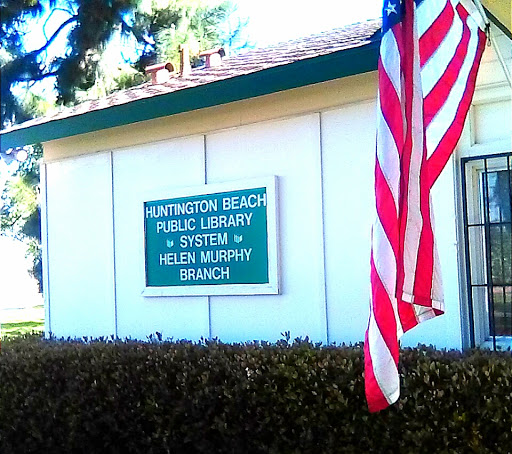 HUNTINGTON BEACH
PUBLIC LIBRARY
SYSTEM
HELEN MURPHY
BRANCH